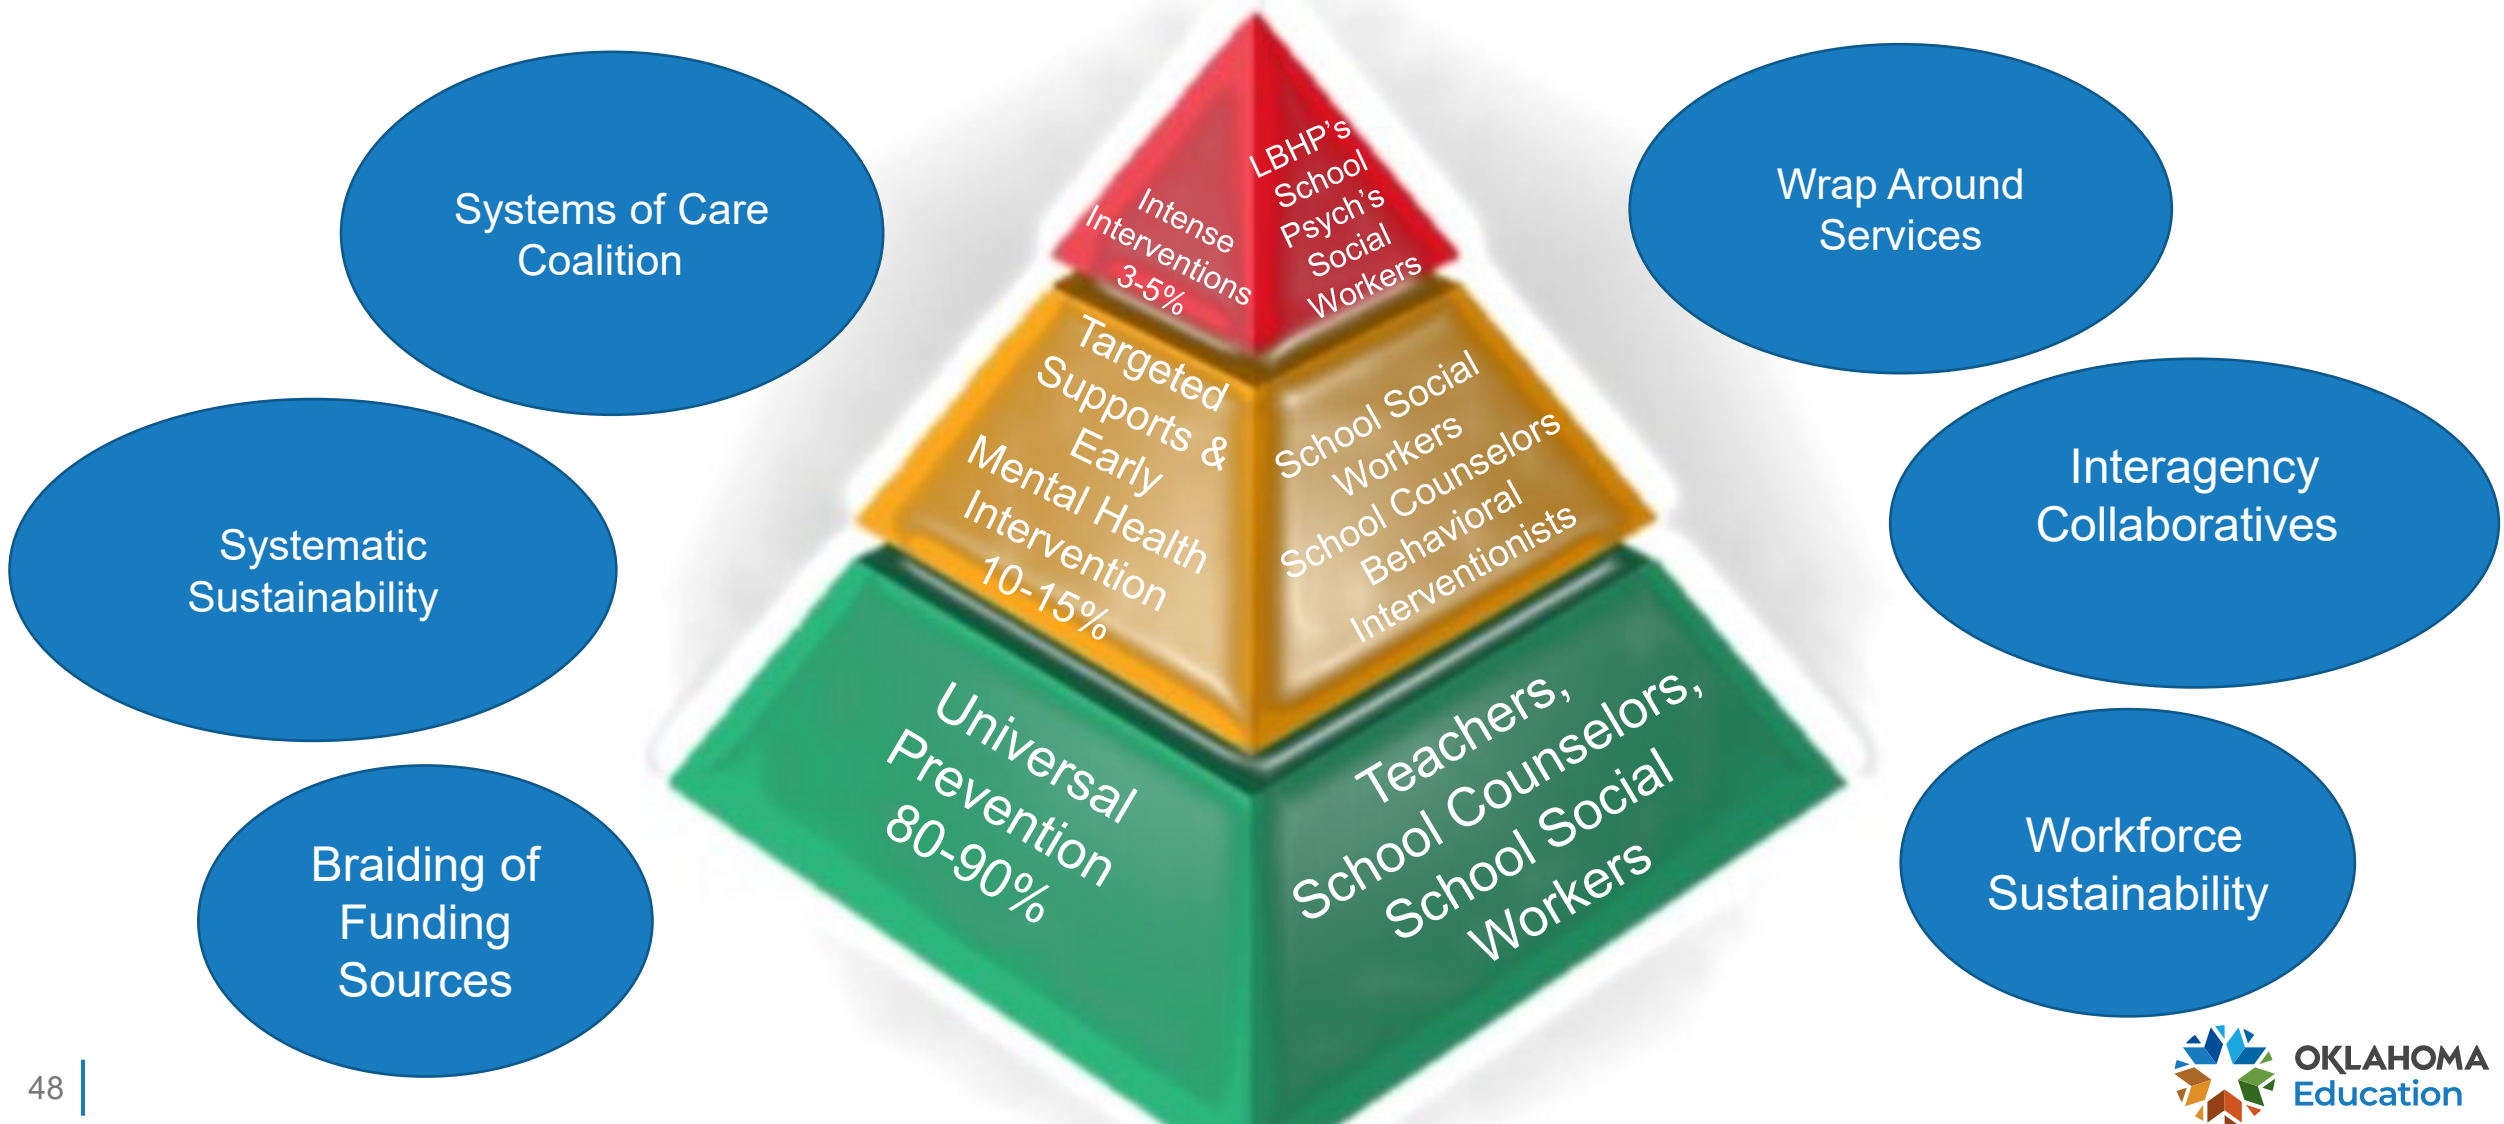 Systems of Care
Coalition
Systematic
Sustainability
Braiding of
Funding
Sources
Intense
Interventions
3-5%
LBHP's
School
Psych's
Social
Workers
Targeted
Supports &
Early
Mental Health
Intervention
10-15%
School Social
Workers
School Counselors
Behavioral
Interventionists
Universal
Prevention
80-90%
Teachers,
School Counselors,
School Social
Workers
Wrap Around
Services
Interagency
Collaboratives
Workforce
Sustainability
48
OKLAHOMA
Education